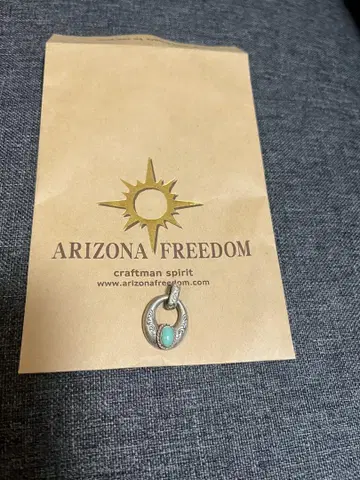 ARIZONA FREEDOM
craftman spirit
www.arizonafreedom.com